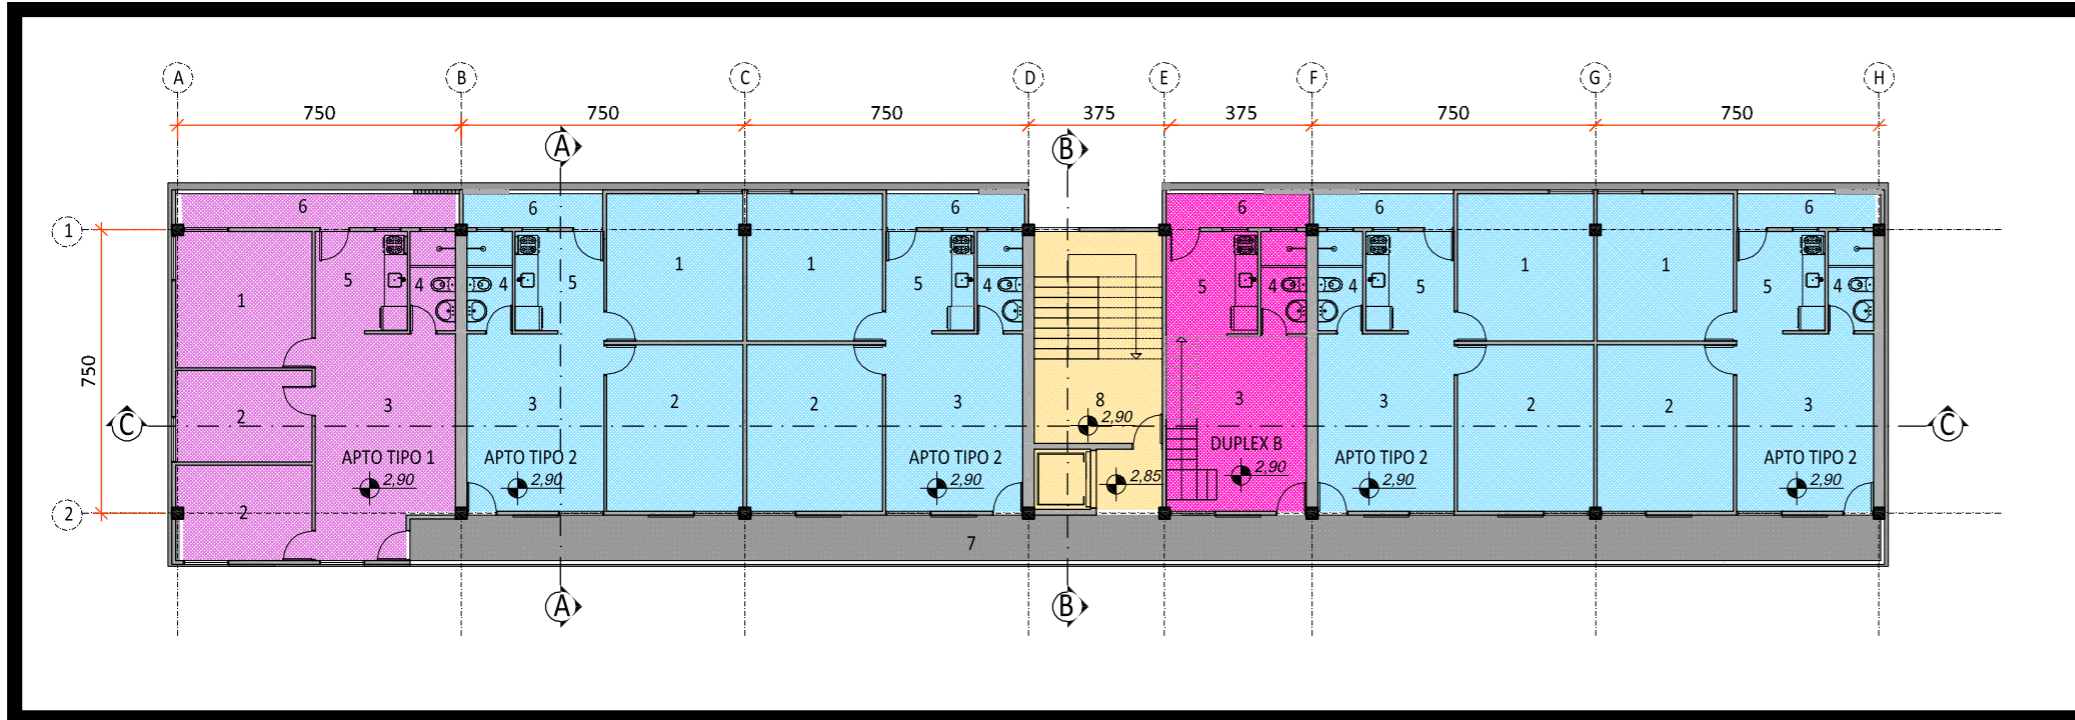 A B C D E F G H
750 750 750 375 375 750 750
A B
6 6 6 6 6 6
1
1 1 1 1 1
5 4 4 5 5 4 5 4 4 5 5 4
750
2 3 3 2 2 3 8 3 3 2 2 3
C 2,90 C
DUPLEX B
APTO TIPO 1 APTO TIPO 2 APTO TIPO 2 APTO TIPO 2 APTO TIPO 2
2,90 2,90 2,90 2,85 2,90 2,90 2,90
2 2
7
A B